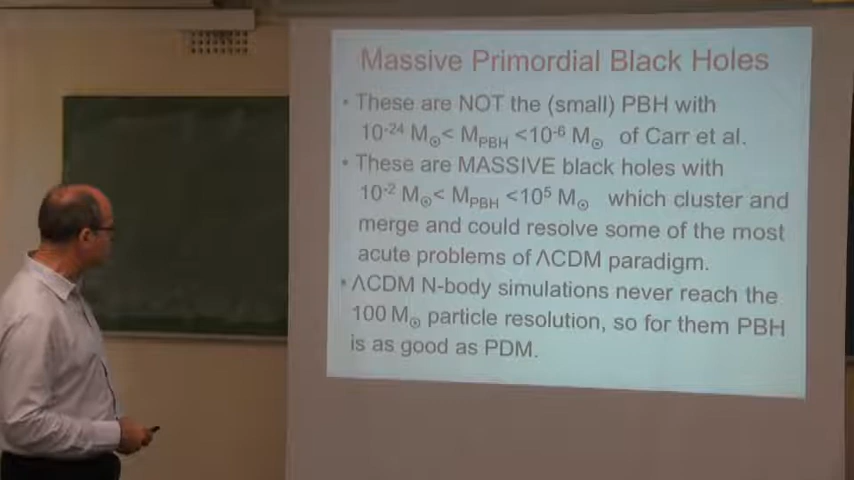 Massive Primordial Black Holes
• These are NOT the (small) PBH with
10⁻²⁴ M☉< M_PBH <10⁻⁶ M☉ of Carr et al.
• These are MASSIVE black holes with
10⁻² M☉< M_PBH <10⁵ M☉ which cluster and
merge and could resolve some of the most
acute problems of ΛCDM paradigm.
• ΛCDM N-body simulations never reach the
100 M☉ particle resolution, so for them PBH
is as good as PDM.